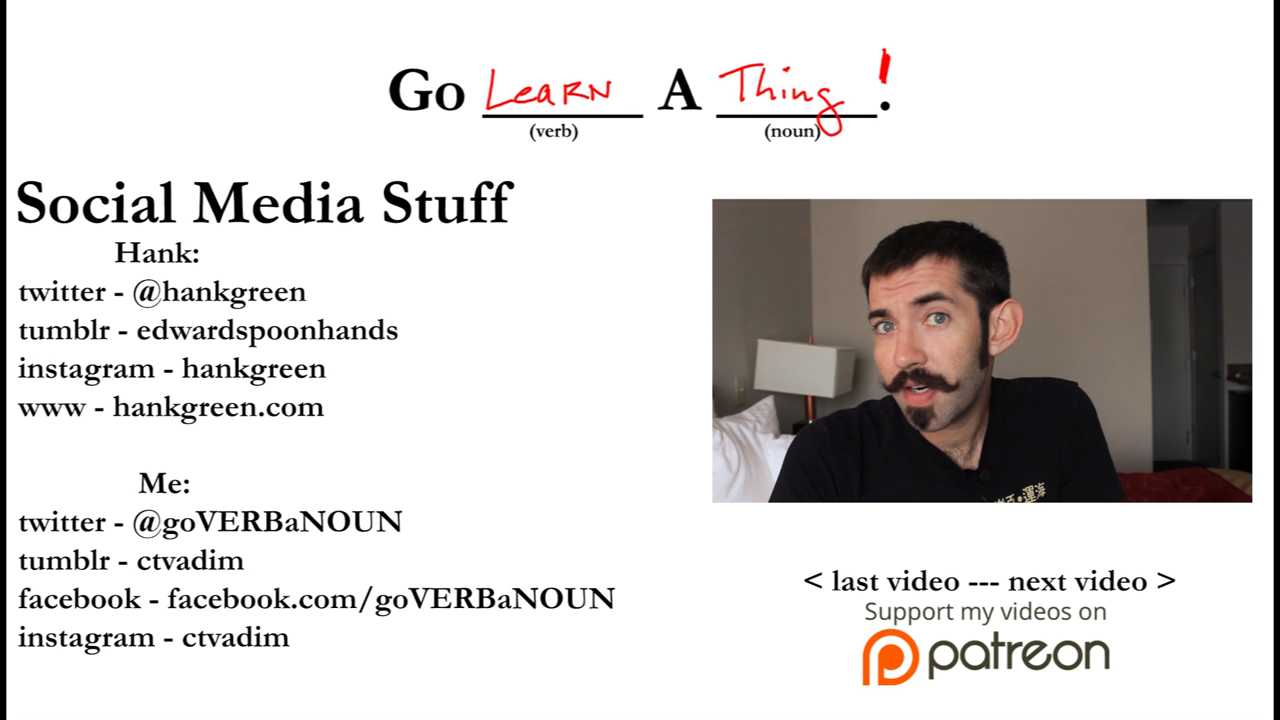 Go Learn A Thing!
(verb) (noun)
Social Media Stuff
Hank:
twitter - @hankgreen
tumblr - edwardspoonhands
instagram - hankgreen
www - hankgreen.com
Me:
twitter - @goVERBaNOUN
tumblr - ctvadim
facebook - facebook.com/goVERBaNOUN
instagram - ctvadim
< last video --- next video >
Support my videos on
patreon